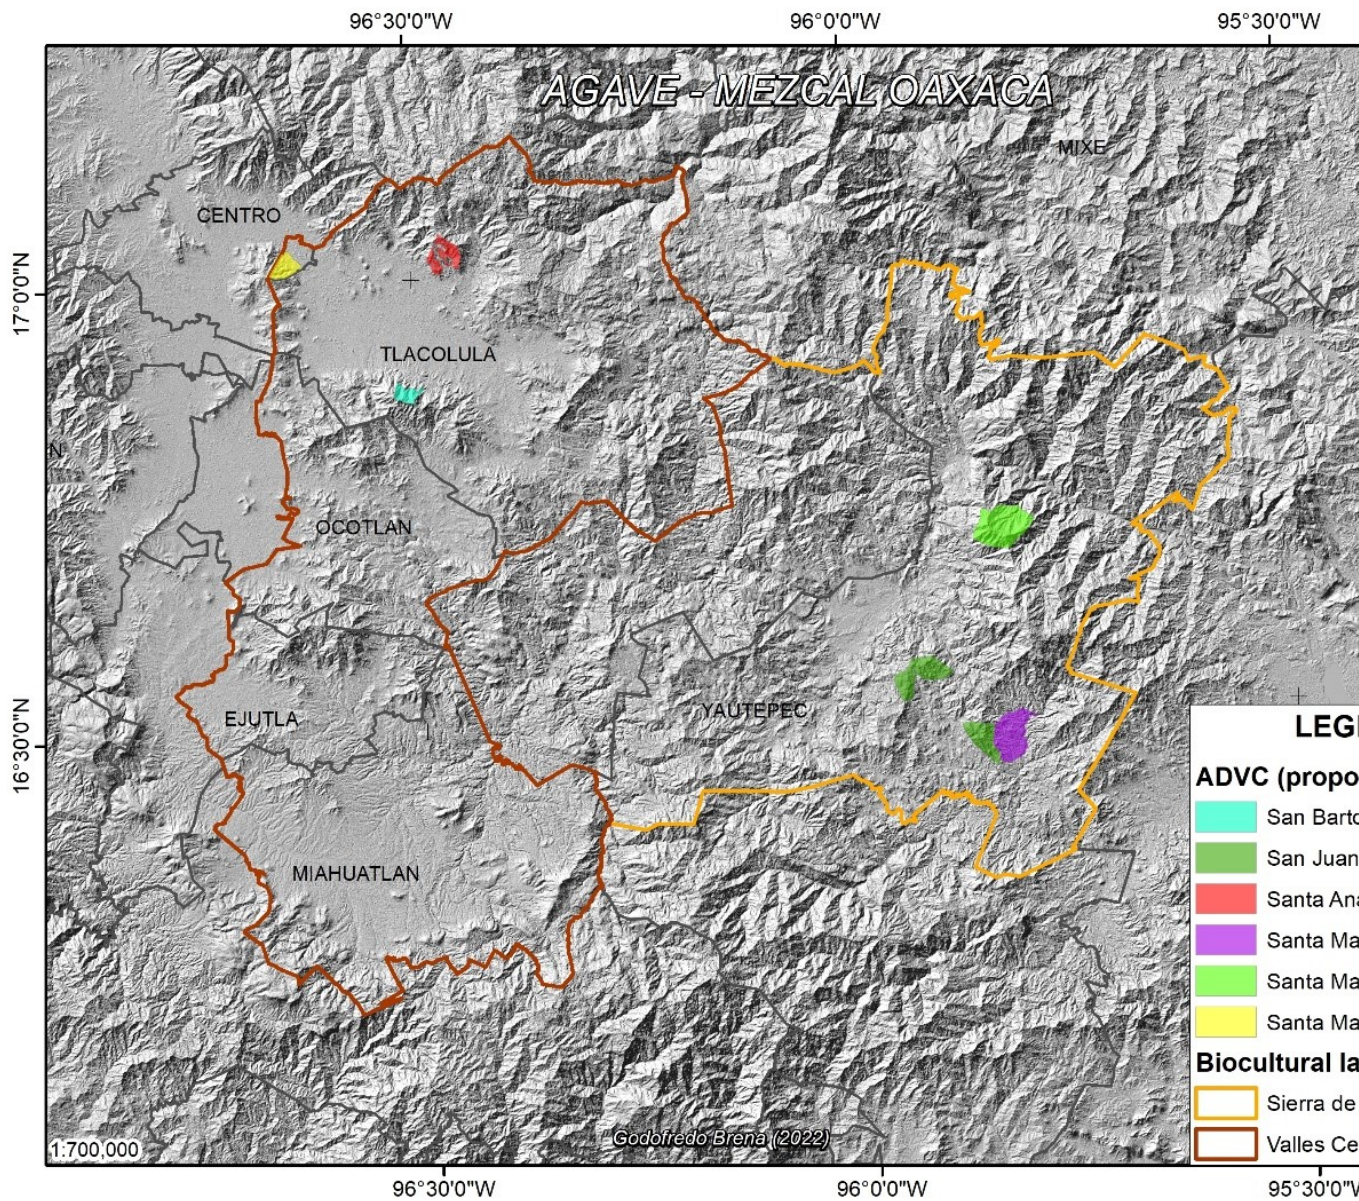 96°30'0"W 96°0'0"W 95°30'0"W
AGAVE - MEZCAL OAXACA
MIXE
CENTRO
17°0'0"N
TLACOLULA
N
OCOTLAN
EJUTLA
YAUTEPEC
16°30'0"N
MIAHUATLAN
LEGE
ADVC (propo
San Barto
San Juan
Santa Ana
Santa Ma
Santa Ma
Santa Ma
Biocultural la
Sierra de
Valles Ce
Godofredo Brena (2022)
1:700,000
96°30'0"W 96°0'0"W 95°30'0"W